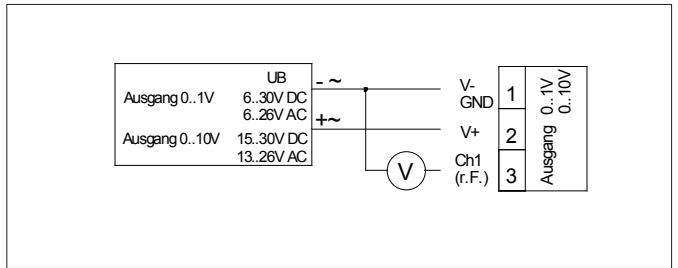 UB
Ausgang 0..1V 6..30V DC
6..26V AC
Ausgang 0..10V 15..30V DC
13..26V AC
- ~
+~
V
V-
GND 1
V+ 2
Ch1
(r.F.) 3
Ausgang 0..1V
0..10V